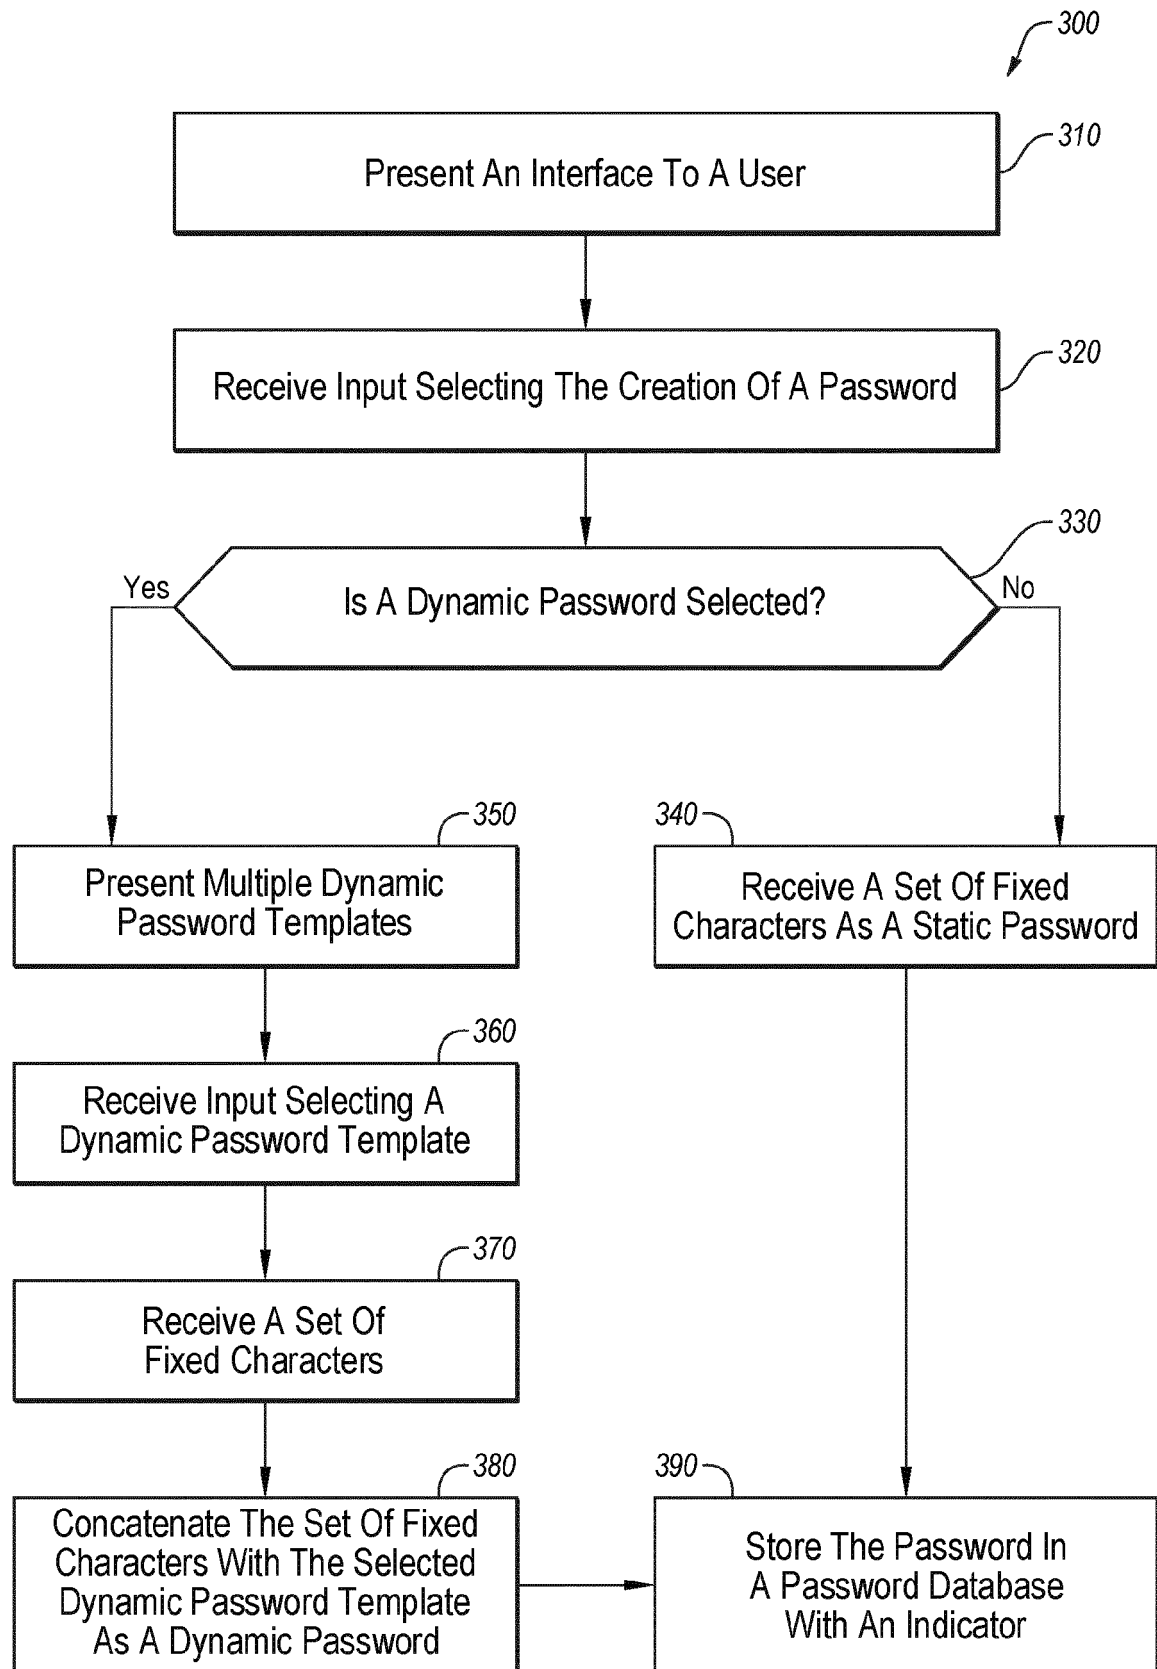 300
310
Present An Interface To A User
320
Receive Input Selecting The Creation Of A Password
330
Yes
Is A Dynamic Password Selected?
No
350
Present Multiple Dynamic
Password Templates
340
Receive A Set Of Fixed
Characters As A Static Password
360
Receive Input Selecting A
Dynamic Password Template
370
Receive A Set Of
Fixed Characters
380
Concatenate The Set Of Fixed
Characters With The Selected
Dynamic Password Template
As A Dynamic Password
390
Store The Password In
A Password Database
With An Indicator